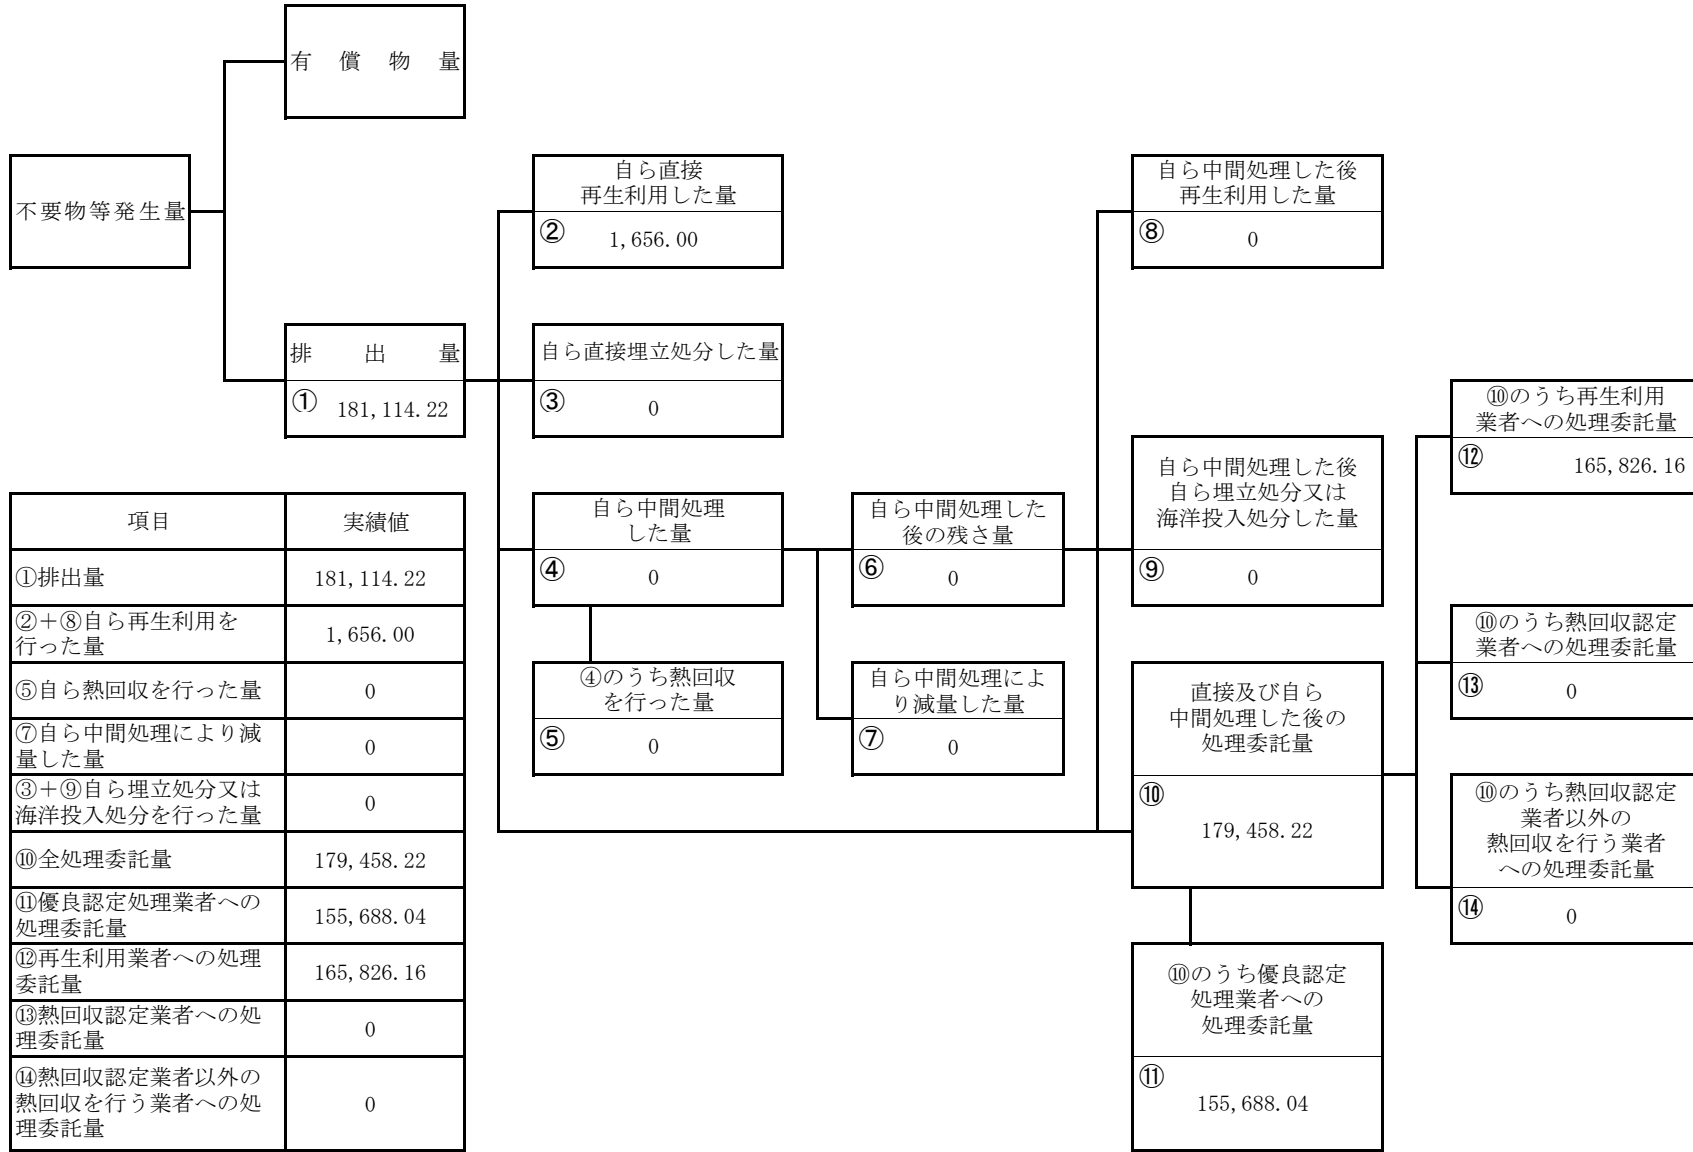 有償物量
不要物等発生量
排出量
①
181,114.22
自ら直接
再生利用した量
②
1,656.00
自ら直接埋立処分した量
③
0
自ら中間処理
した量
④
0
④のうち熱回収
を行った量
⑤
0
自ら中間処理した
後の残さ量
⑥
0
自ら中間処理によ
り減量した量
⑦
0
自ら中間処理した後
再生利用した量
⑧
0
自ら中間処理した後
自ら埋立処分又は
海洋投入処分した量
⑨
0
直接及び自ら
中間処理した後の
処理委託量
⑩
179,458.22
⑩のうち優良認定
処理業者への
処理委託量
⑪
155,688.04
⑩のうち再生利用
業者への処理委託量
⑫
165,826.16
⑩のうち熱回収認定
業者への処理委託量
⑬
0
⑩のうち熱回収認定
業者以外の
熱回収を行う業者
への処理委託量
⑭
0
項目
実績値
①排出量
181,114.22
②＋⑧自ら再生利用を
行った量
1,656.00
⑤自ら熱回収を行った量
0
⑦自ら中間処理により減
量した量
0
③＋⑨自ら埋立処分又は
海洋投入処分を行った量
0
⑩全処理委託量
179,458.22
⑪優良認定処理業者への
処理委託量
155,688.04
⑫再生利用業者への処理
委託量
165,826.16
⑬熱回収認定業者への処
理委託量
0
⑭熱回収認定業者以外の
熱回収を行う業者への処
理委託量
0